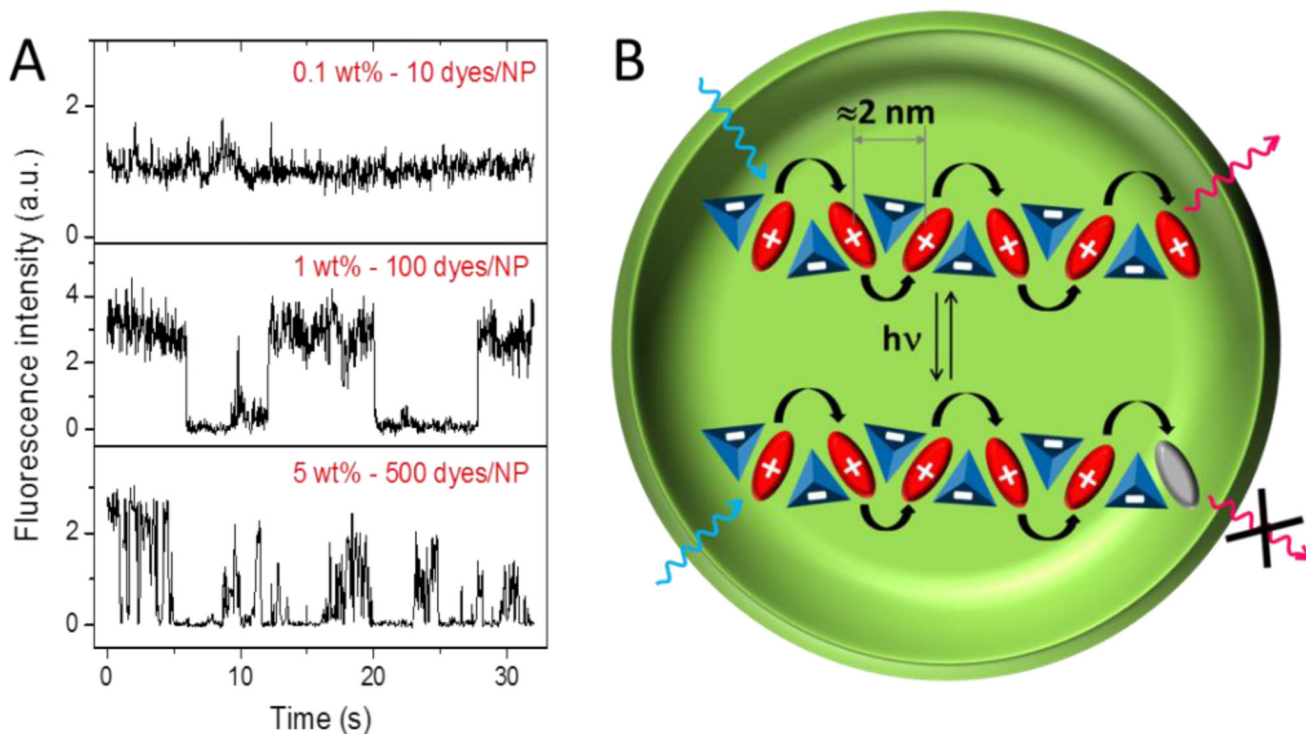 A
Fluorescence intensity (a.u.)
0.1 wt% - 10 dyes/NP
2
0
1 wt% - 100 dyes/NP
4
2
0
5 wt% - 500 dyes/NP
2
0
0
10
20
30
Time (s)
B
≈2 nm
+ + + + + +
- - - - -
hν
+ + + + +
- - - - -